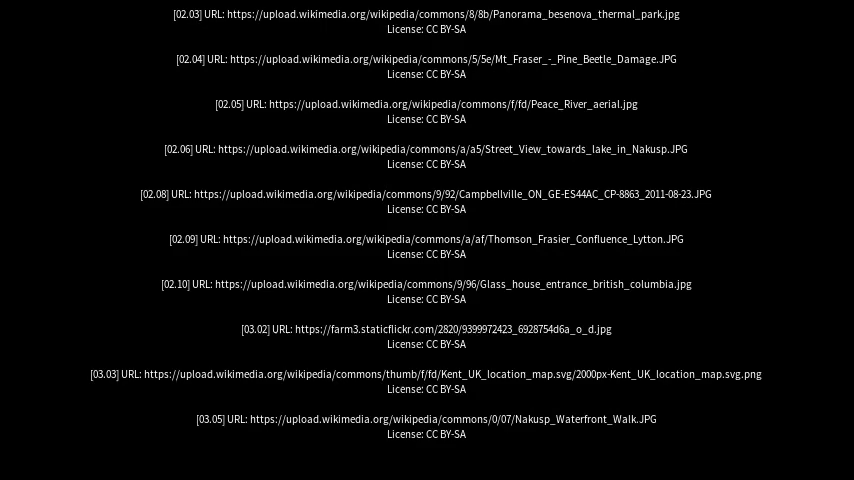 [02.03] URL: https://upload.wikimedia.org/wikipedia/commons/8/8b/Panorama_besenova_thermal_park.jpg
License: CC BY-SA
[02.04] URL: https://upload.wikimedia.org/wikipedia/commons/5/5e/Mt_Fraser_-_Pine_Beetle_Damage.JPG
License: CC BY-SA
[02.05] URL: https://upload.wikimedia.org/wikipedia/commons/f/fd/Peace_River_aerial.jpg
License: CC BY-SA
[02.06] URL: https://upload.wikimedia.org/wikipedia/commons/a/a5/Street_View_towards_lake_in_Nakusp.JPG
License: CC BY-SA
[02.08] URL: https://upload.wikimedia.org/wikipedia/commons/9/92/Campbellville_ON_GE-ES44AC_CP-8863_2011-08-23.JPG
License: CC BY-SA
[02.09] URL: https://upload.wikimedia.org/wikipedia/commons/a/af/Thomson_Frasier_Confluence_Lytton.JPG
License: CC BY-SA
[02.10] URL: https://upload.wikimedia.org/wikipedia/commons/9/96/Glass_house_entrance_british_columbia.jpg
License: CC BY-SA
[03.02] URL: https://farm3.staticflickr.com/2820/9399972423_6928754d6a_o_d.jpg
License: CC BY-SA
[03.03] URL: https://upload.wikimedia.org/wikipedia/commons/thumb/f/fd/Kent_UK_location_map.svg/2000px-Kent_UK_location_map.svg.png
License: CC BY-SA
[03.05] URL: https://upload.wikimedia.org/wikipedia/commons/0/07/Nakusp_Waterfront_Walk.JPG
License: CC BY-SA